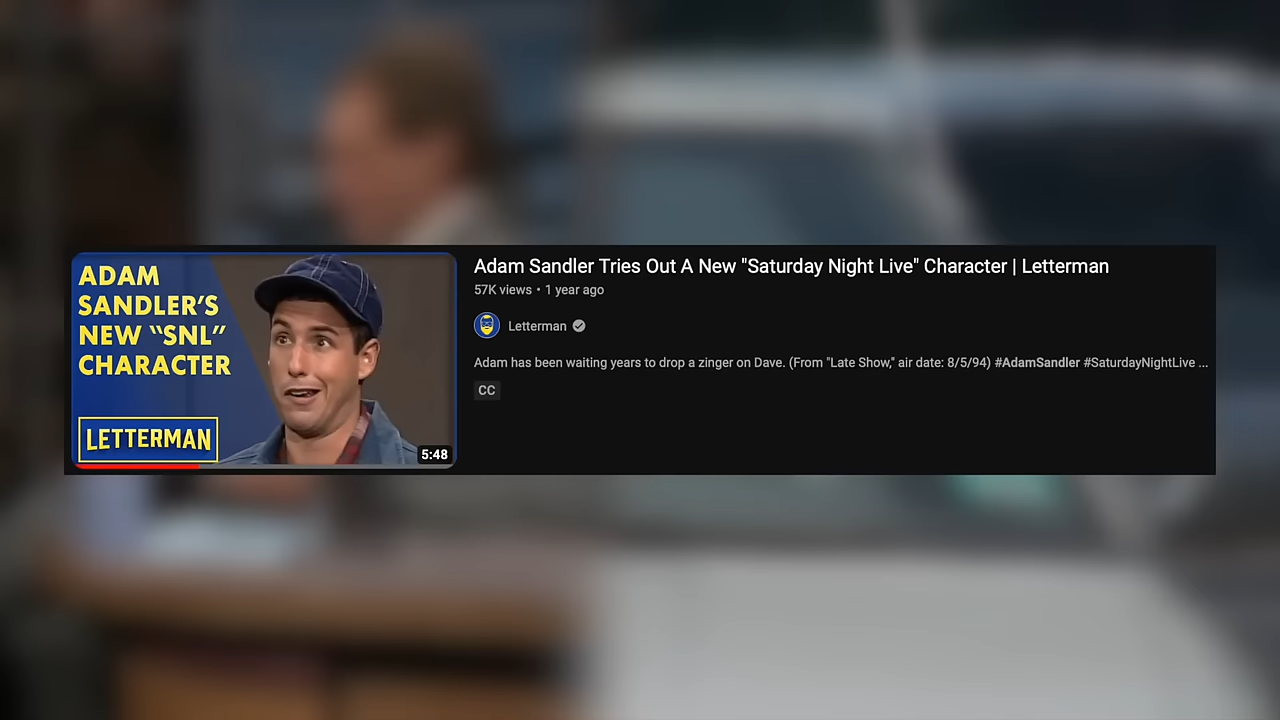 ADAM
SANDLER'S
NEW “SNL”
CHARACTER
LETTERMAN
5:48
Adam Sandler Tries Out A New "Saturday Night Live" Character | Letterman
57K views • 1 year ago
Letterman
Adam has been waiting years to drop a zinger on Dave. (From "Late Show," air date: 8/5/94) #AdamSandler #SaturdayNightLive ...
CC